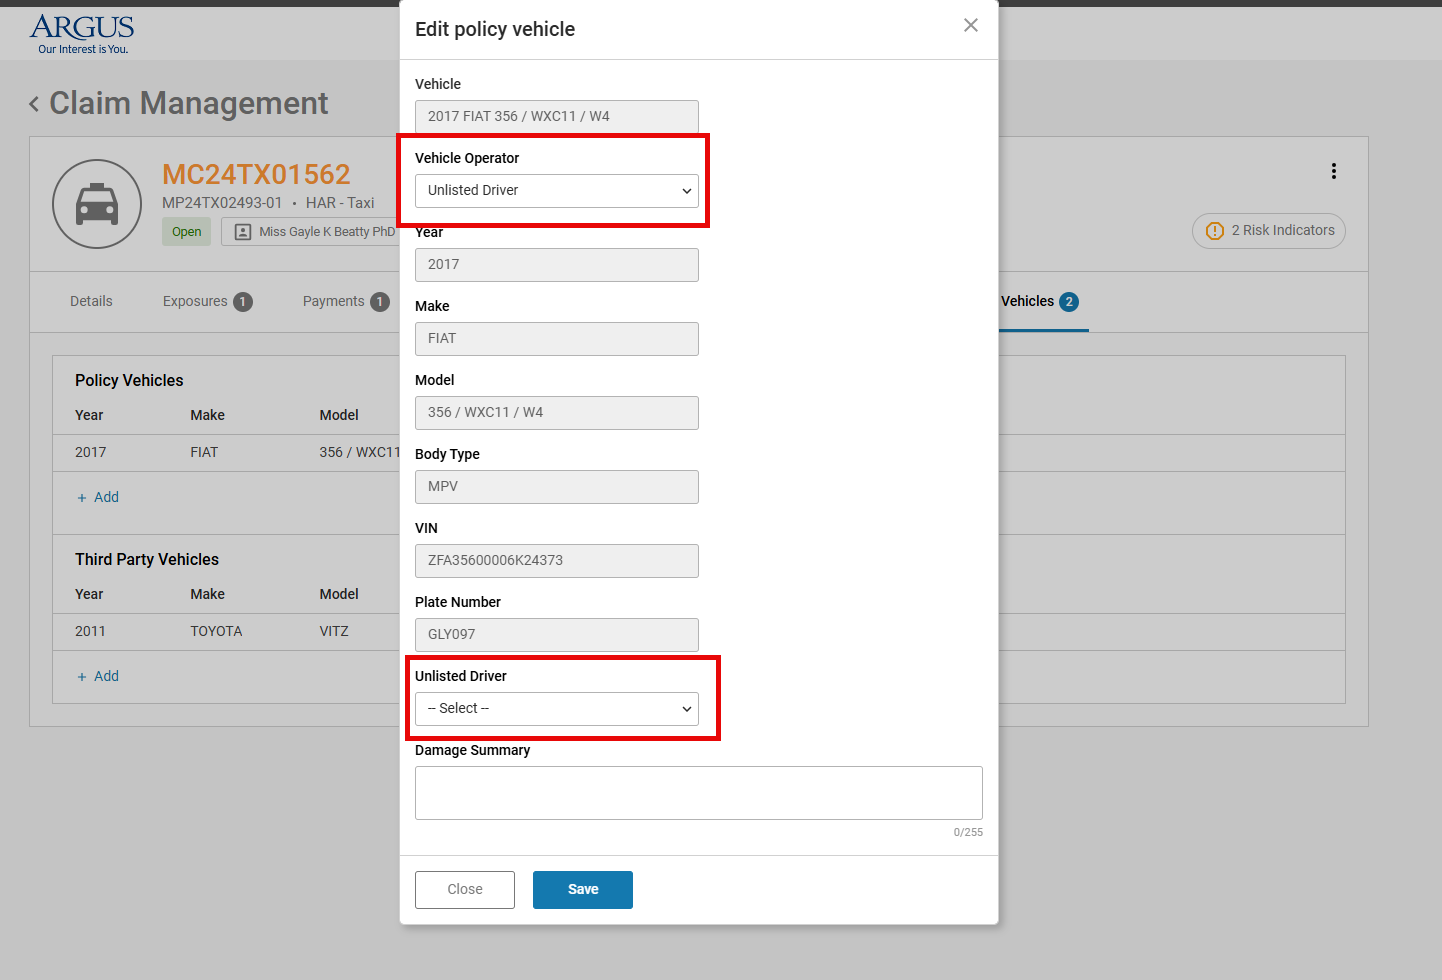 ARGUS
Our Interest is You.
Claim Management
MC24TX01562
MP24TX02493-01 • HAR - Taxi
Open
Miss Gayle K Beatty PhD
2 Risk Indicators
Details
Exposures 1
Payments 1
Vehicles 2
Policy Vehicles
Year Make Model
2017 FIAT 356 / WXC11
+ Add
Third Party Vehicles
Year Make Model
2011 TOYOTA VITZ
+ Add
Edit policy vehicle
Vehicle
2017 FIAT 356 / WXC11 / W4
Vehicle Operator
Unlisted Driver
Year
2017
Make
FIAT
Model
356 / WXC11 / W4
Body Type
MPV
VIN
ZFA35600006K24373
Plate Number
GLY097
Unlisted Driver
-- Select --
Damage Summary
0/255
Close
Save